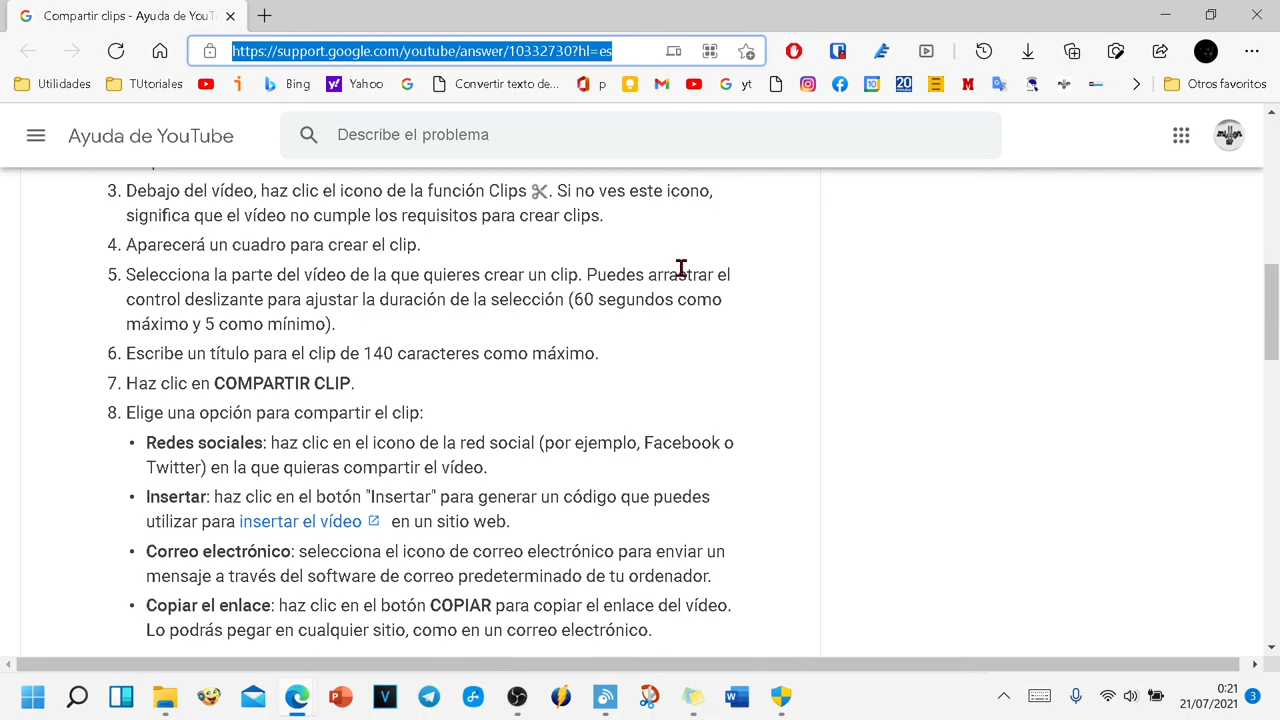 Compartir clips - Ayuda de YouT
https://support.google.com/youtube/answer/10332730?hl=es
Utilidades TUtoriales Bing Yahoo Convertir texto de... p yt 20 Otros favoritos
Ayuda de YouTube
Describe el problema
3. Debajo del vídeo, haz clic el icono de la función Clips . Si no ves este icono,
significa que el vídeo no cumple los requisitos para crear clips.
4. Aparecerá un cuadro para crear el clip.
5. Selecciona la parte del vídeo de la que quieres crear un clip. Puedes arrastrar el
control deslizante para ajustar la duración de la selección (60 segundos como
máximo y 5 como mínimo).
6. Escribe un título para el clip de 140 caracteres como máximo.
7. Haz clic en COMPARTIR CLIP.
8. Elige una opción para compartir el clip:
• Redes sociales: haz clic en el icono de la red social (por ejemplo, Facebook o
Twitter) en la que quieras compartir el vídeo.
• Insertar: haz clic en el botón "Insertar" para generar un código que puedes
utilizar para insertar el vídeo en un sitio web.
• Correo electrónico: selecciona el icono de correo electrónico para enviar un
mensaje a través del software de correo predeterminado de tu ordenador.
• Copiar el enlace: haz clic en el botón COPIAR para copiar el enlace del vídeo.
Lo podrás pegar en cualquier sitio, como en un correo electrónico.
0:21
21/07/2021
3